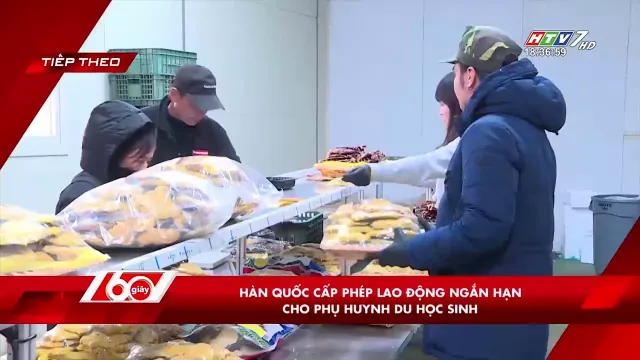 TIẾP THEO
HTV7 HD
18:36:59
60 giây
HÀN QUỐC CẤP PHÉP LAO ĐỘNG NGẮN HẠN
CHO PHỤ HUYNH DU HỌC SINH